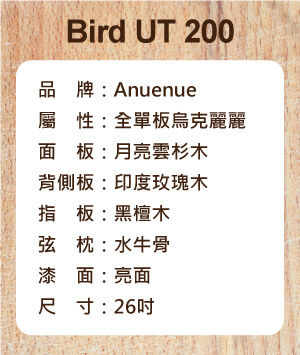 Bird UT 200
品　牌：Anuenue
屬　性：全單板烏克麗麗
面　板：月亮雲杉木
背側板：印度玫瑰木
指　板：黑檀木
弦　枕：水牛骨
漆　面：亮面
尺　寸：26吋